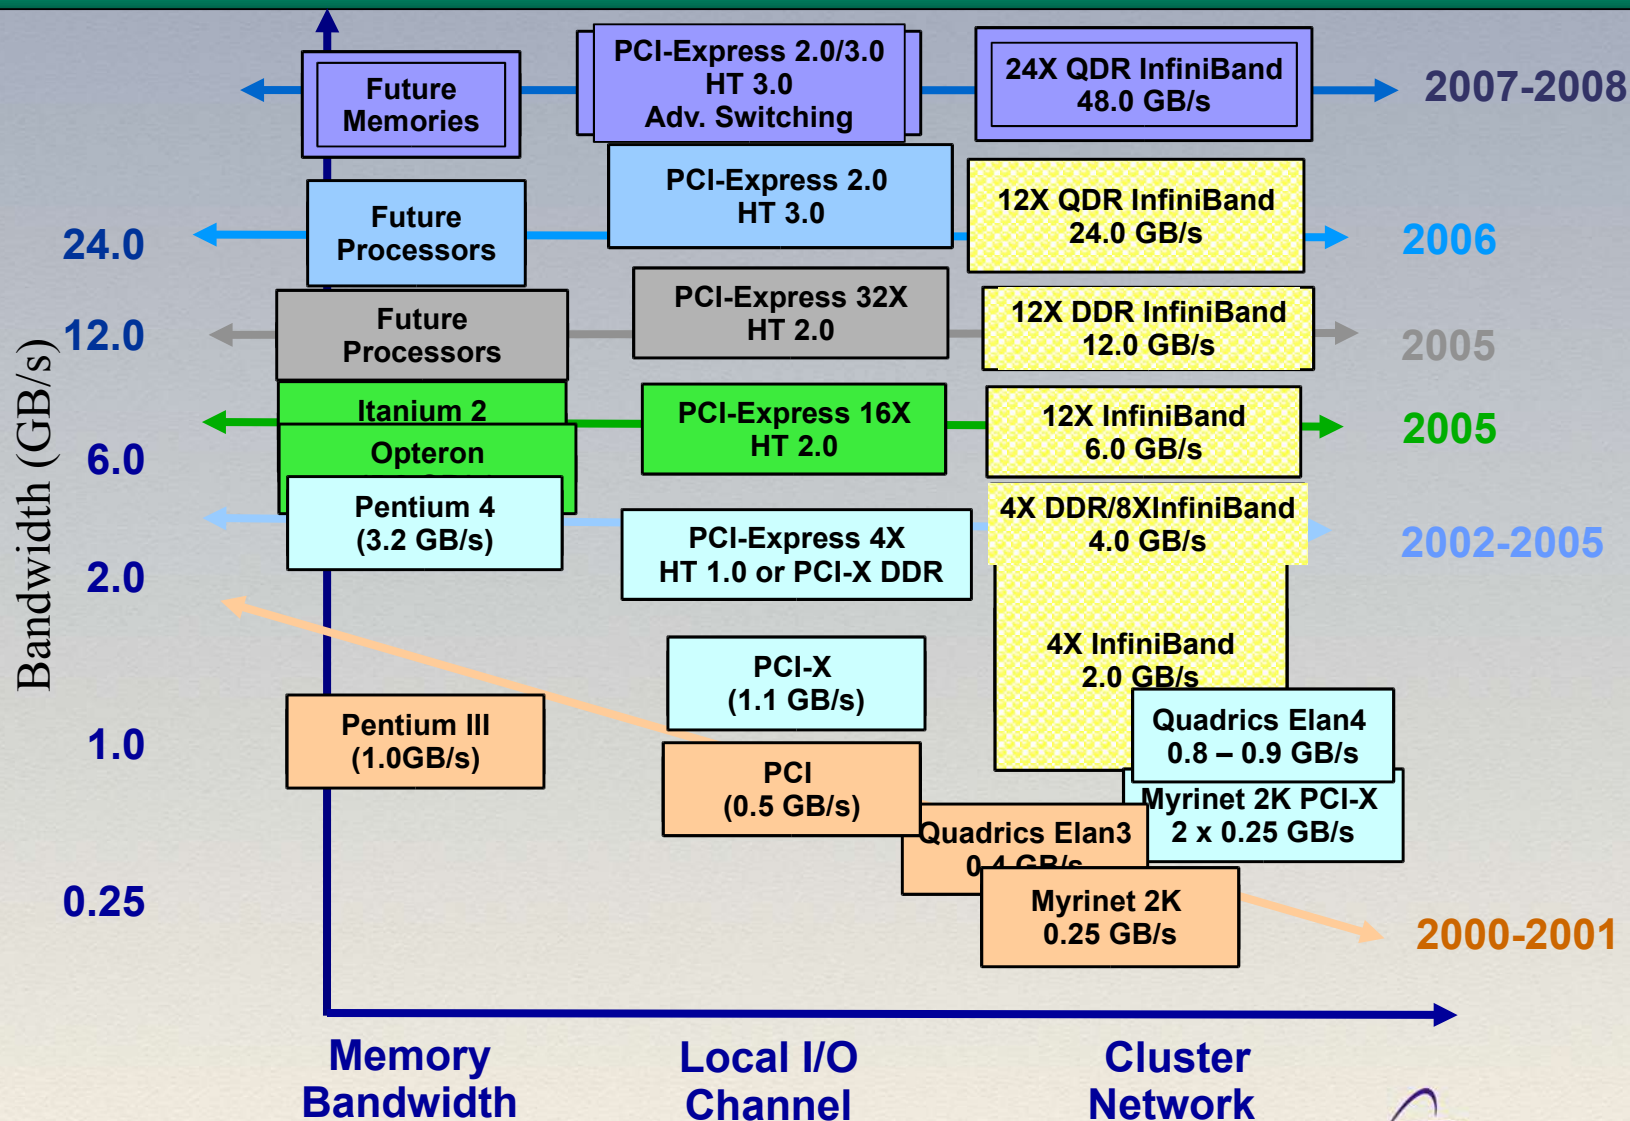 PCI-Express 2.0/3.0
HT 3.0
Adv. Switching
Future
Memories
24X QDR InfiniBand
48.0 GB/s
2007-2008
PCI-Express 2.0
HT 3.0
Future
Processors
12X QDR InfiniBand
24.0 GB/s
24.0
2006
PCI-Express 32X
HT 2.0
Future
Processors
12X DDR InfiniBand
12.0 GB/s
12.0
2005
Itanium 2
Opteron
PCI-Express 16X
HT 2.0
12X InfiniBand
6.0 GB/s
6.0
2005
Bandwidth (GB/s)
Pentium 4
(3.2 GB/s)
PCI-Express 4X
HT 1.0 or PCI-X DDR
4X DDR/8XInfiniBand
4.0 GB/s
2002-2005
2.0
4X InfiniBand
2.0 GB/s
PCI-X
(1.1 GB/s)
Quadrics Elan4
0.8 – 0.9 GB/s
Pentium III
(1.0GB/s)
1.0
PCI
(0.5 GB/s)
Myrinet 2K PCI-X
2 x 0.25 GB/s
Quadrics Elan3
0.4 GB/s
Myrinet 2K
0.25 GB/s
0.25
2000-2001
Memory
Bandwidth
Local I/O
Channel
Cluster
Network